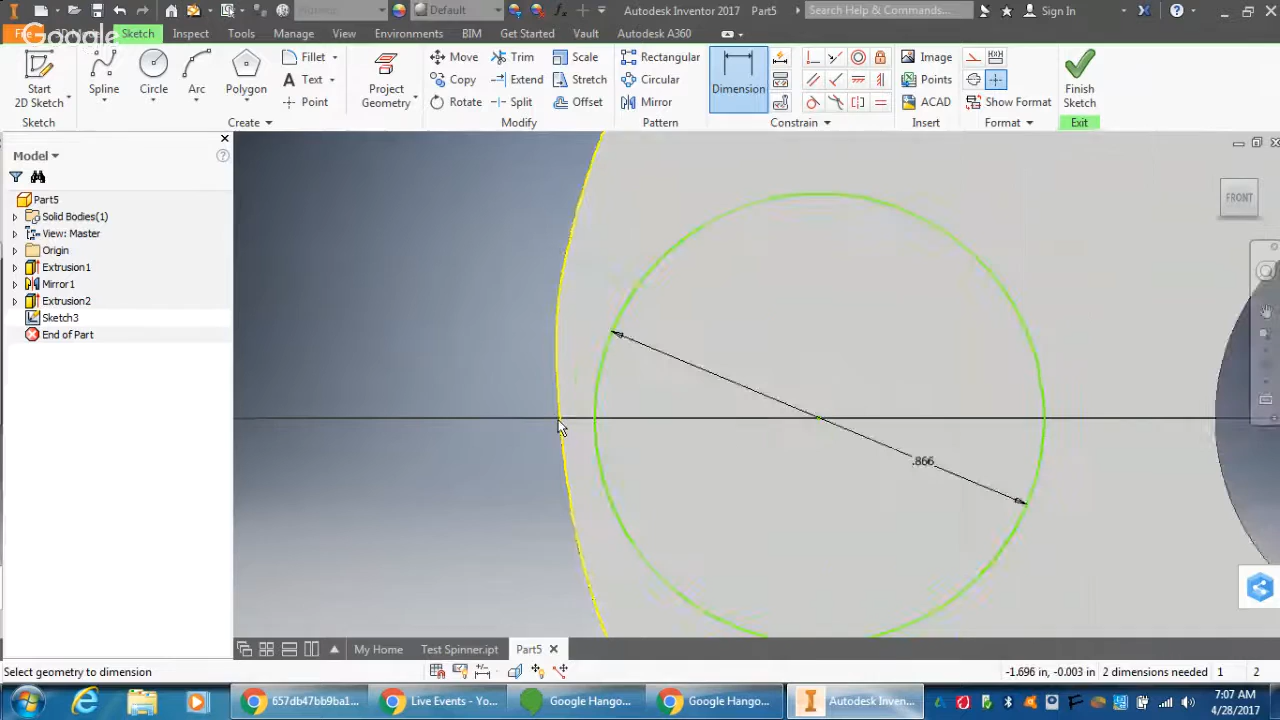 Material
Default
Autodesk Inventor 2017 Part5
Search Help & Commands...
Sign In
File
Google
Sketch
Inspect
Tools
Manage
View
Environments
BIM
Get Started
Vault
Autodesk A360
Start
2D Sketch
Spline
Circle
Arc
Polygon
Fillet
Text
Point
Project
Geometry
Move
Copy
Rotate
Trim
Extend
Split
Scale
Stretch
Offset
Rectangular
Circular
Mirror
Dimension
Image
Points
ACAD
Show Format
Finish
Sketch
Sketch
Create
Modify
Pattern
Constrain
Insert
Format
Exit
Model
Part5
Solid Bodies(1)
View: Master
Origin
Extrusion1
Mirror1
Extrusion2
Sketch3
End of Part
FRONT
.866
My Home
Test Spinner.ipt
Part5
Select geometry to dimension
-1.696 in, -0.003 in
2 dimensions needed
1
2
657db47bb9ba1...
Live Events - Yo...
Google Hango...
Google Hango...
Autodesk Inven...
7:07 AM
4/28/2017